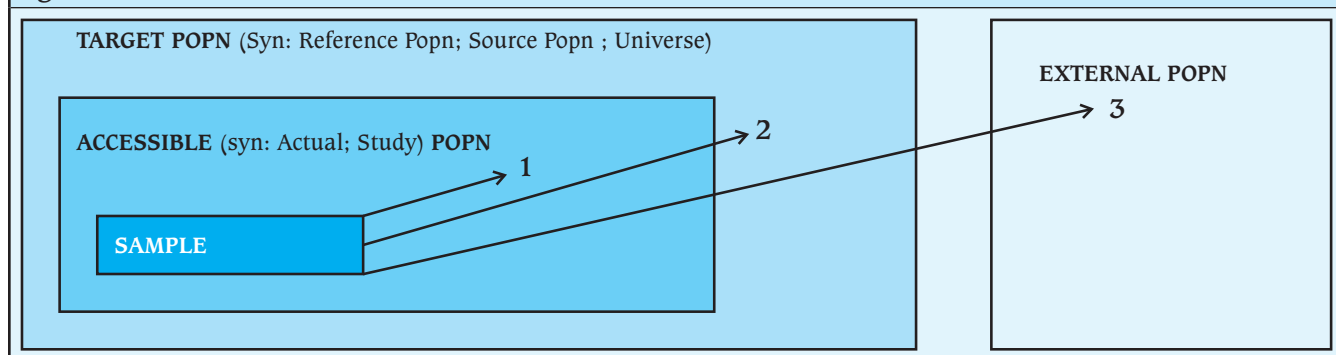 TARGET POPN (Syn: Reference Popn; Source Popn ; Universe)
EXTERNAL POPN
3
2
ACCESSIBLE (syn: Actual; Study) POPN
1
SAMPLE